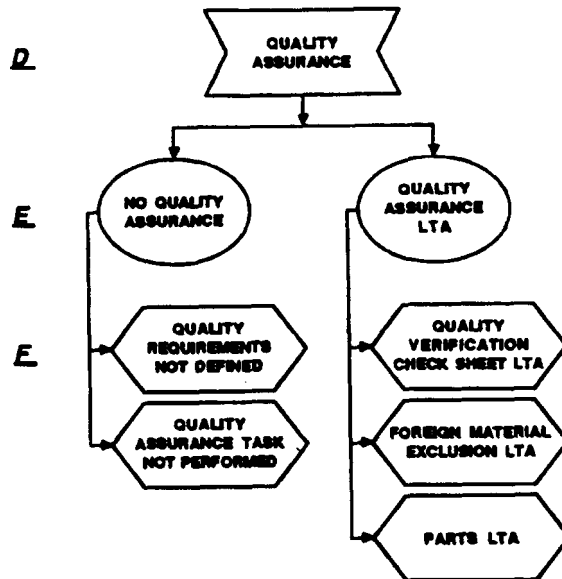 D
QUALITY
ASSURANCE
E
NO QUALITY
ASSURANCE
QUALITY
ASSURANCE
LTA
F
QUALITY
REQUIREMENTS
NOT DEFINED
QUALITY
VERIFICATION
CHECK SHEET LTA
QUALITY
ASSURANCE TASK
NOT PERFORMED
FOREIGN MATERIAL
EXCLUSION LTA
PARTS LTA